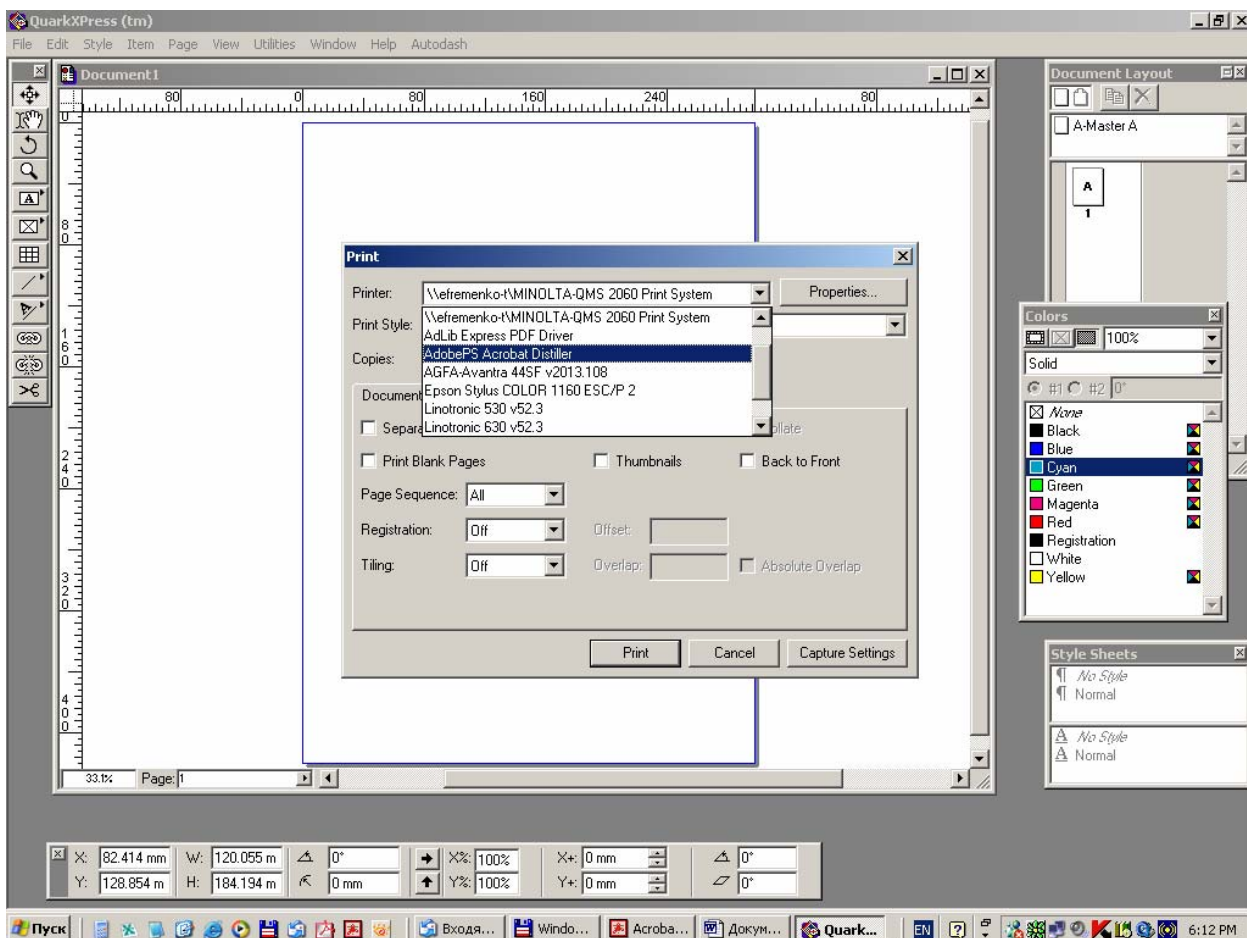 QuarkXPress (tm)
File Edit Style Item Page View Utilities Window Help Autodash
Document1
80 0 80 160 240 80
0
80
160
240
320
400
33.1% Page: 1
Print
Printer: \\efremenko-t\MINOLTA-QMS 2060 Print System Properties...
Print Style:
Copies:
\\efremenko-t\MINOLTA-QMS 2060 Print System
AdLib Express PDF Driver
AdobePS Acrobat Distiller
AGFA-Avantra 44SF v2013.108
Epson Stylus COLOR 1160 ESC/P 2
Linotronic 530 v52.3
Linotronic 630 v52.3
Document
Separa ollate
Print Blank Pages Thumbnails Back to Front
Page Sequence: All
Registration: Off Offset:
Tiling: Off Overlap: Absolute Overlap
Print Cancel Capture Settings
Document Layout
A-Master A
A
1
Colors
100%
Solid
#1 #2 0°
None
Black
Blue
Cyan
Green
Magenta
Red
Registration
White
Yellow
Style Sheets
No Style
Normal
A No Style
A Normal
X: 82.414 mm W: 120.055 m 0° X%: 100% X+: 0 mm 0°
Y: 128.854 m H: 184.194 m 0 mm Y%: 100% Y+: 0 mm 0°
Пуск Входя... Windo... Acroba... Докум... Quark... EN 6:12 PM